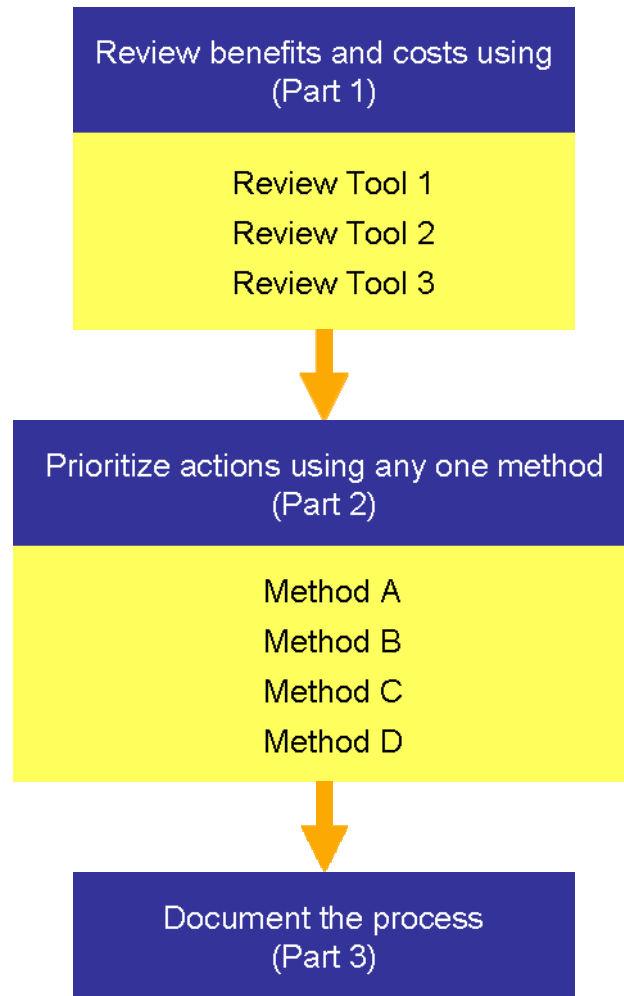 Review benefits and costs using
(Part 1)
Review Tool 1
Review Tool 2
Review Tool 3
Prioritize actions using any one method
(Part 2)
Method A
Method B
Method C
Method D
Document the process
(Part 3)